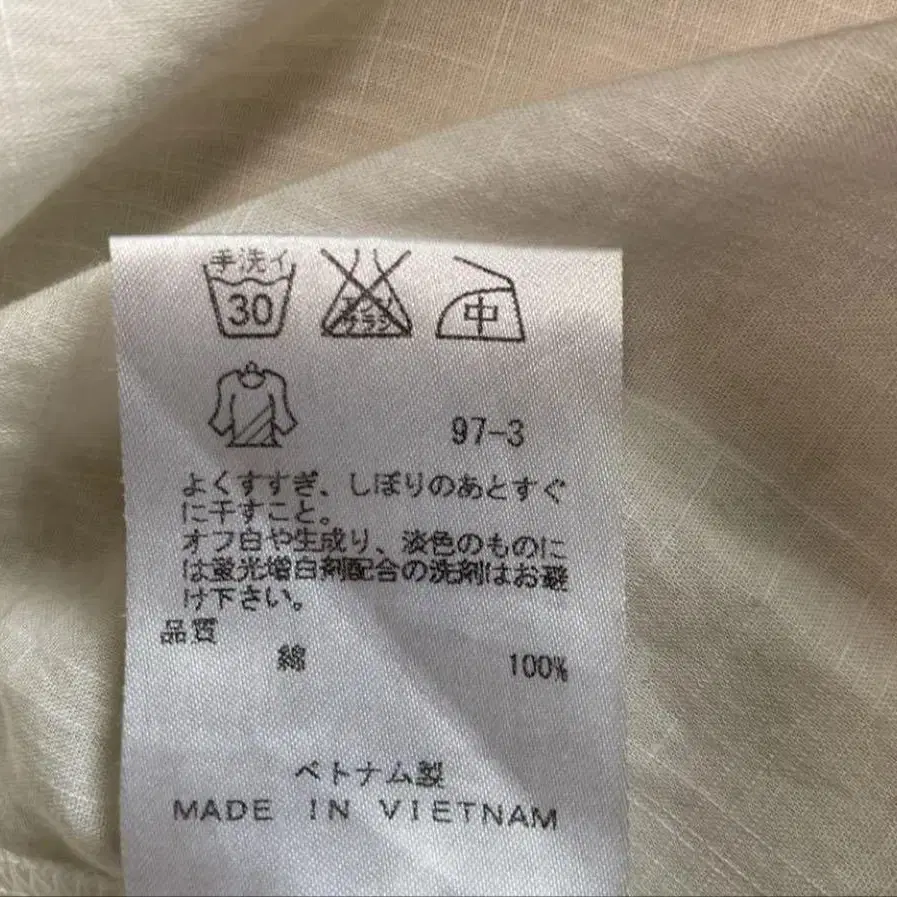 手洗イ
30
エンソ
サラシ
中
97-3
よくすすぎ、しぼりのあとすぐ
に干すこと。
オフ白や生成り、淡色のものに
は蛍光増白剤配合の洗剤はお避
け下さい。
品質
綿 100%
ベトナム製
MADE IN VIETNAM